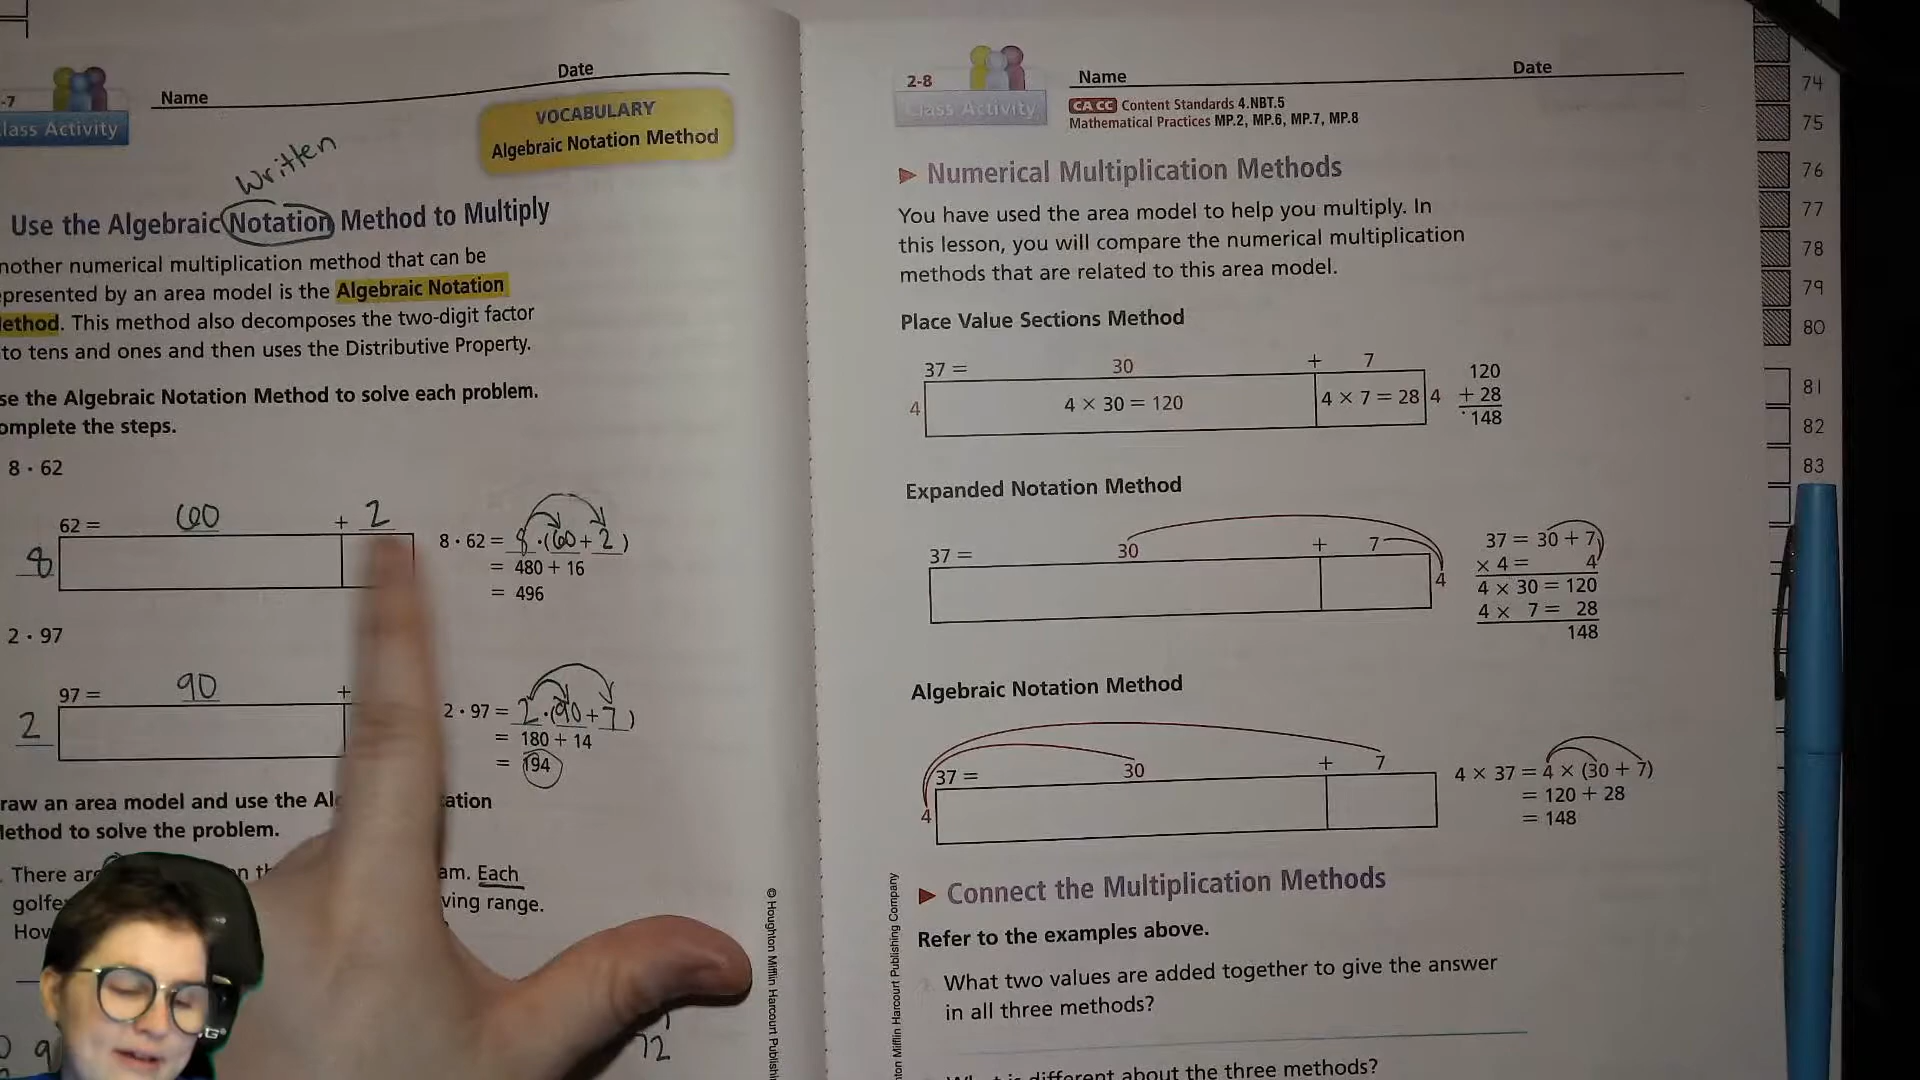 -7
lass Activity
Name
Date
VOCABULARY
Algebraic Notation Method
Written
Use the Algebraic Notation Method to Multiply
nother numerical multiplication method that can be
presented by an area model is the Algebraic Notation
ethod. This method also decomposes the two-digit factor
to tens and ones and then uses the Distributive Property.
se the Algebraic Notation Method to solve each problem.
omplete the steps.
8 · 62
62 = 60 + 2
8
8 · 62 = 8 · (60 + 2)
= 480 + 16
= 496
2 · 97
97 = 90 +
2
2 · 97 = 2 · (90 + 7)
= 180 + 14
= 194
raw an area model and use the Al ation
ethod to solve the problem.
There are am. Each
golfe ving range.
How
72
© Houghton Mifflin Harcourt Publishi
2-8
Class Activity
Name
Date
CA CC Content Standards 4.NBT.5
Mathematical Practices MP.2, MP.6, MP.7, MP.8
Numerical Multiplication Methods
You have used the area model to help you multiply. In
this lesson, you will compare the numerical multiplication
methods that are related to this area model.
Place Value Sections Method
37 = 30 + 7
4 4 × 30 = 120 4 × 7 = 28 4
120
+ 28
148
Expanded Notation Method
37 = 30 + 7
4
37 = 30 + 7
× 4 = 4
4 × 30 = 120
4 × 7 = 28
148
Algebraic Notation Method
37 = 30 + 7
4
4 × 37 = 4 × (30 + 7)
= 120 + 28
= 148
Connect the Multiplication Methods
Refer to the examples above.
What two values are added together to give the answer
in all three methods?
different about the three methods?
nton Mifflin Harcourt Publishing Company
74
75
76
77
78
79
80
81
82
83